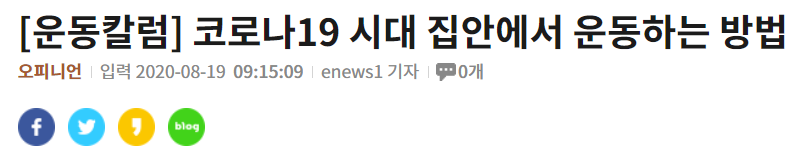 [운동칼럼] 코로나19 시대 집안에서 운동하는 방법
오피니언 입력 2020-08-19 09:15:09 enews1 기자 0개
blog